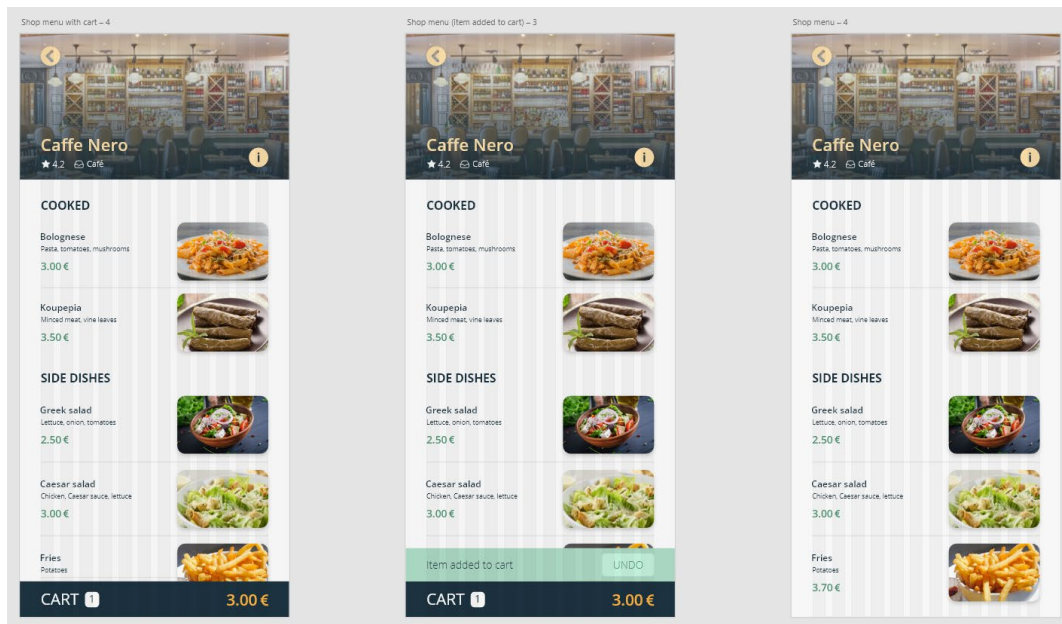 Shop menu with cart – 4
Caffe Nero
4.2 Café
i
COOKED
Bolognese
Pasta, tomatoes, mushrooms
3.00 €
Koupepia
Minced meat, vine leaves
3.50 €
SIDE DISHES
Greek salad
Lettuce, onion, tomatoes
2.50 €
Caesar salad
Chicken, Caesar sauce, lettuce
3.00 €
Fries
Potatoes
CART 1 3.00 €
Shop menu (item added to cart) – 3
Caffe Nero
4.2 Café
i
COOKED
Bolognese
Pasta, tomatoes, mushrooms
3.00 €
Koupepia
Minced meat, vine leaves
3.50 €
SIDE DISHES
Greek salad
Lettuce, onion, tomatoes
2.50 €
Caesar salad
Chicken, Caesar sauce, lettuce
3.00 €
Item added to cart UNDO
CART 1 3.00 €
Shop menu – 4
Caffe Nero
4.2 Café
i
COOKED
Bolognese
Pasta, tomatoes, mushrooms
3.00 €
Koupepia
Minced meat, vine leaves
3.50 €
SIDE DISHES
Greek salad
Lettuce, onion, tomatoes
2.50 €
Caesar salad
Chicken, Caesar sauce, lettuce
3.00 €
Fries
Potatoes
3.70 €